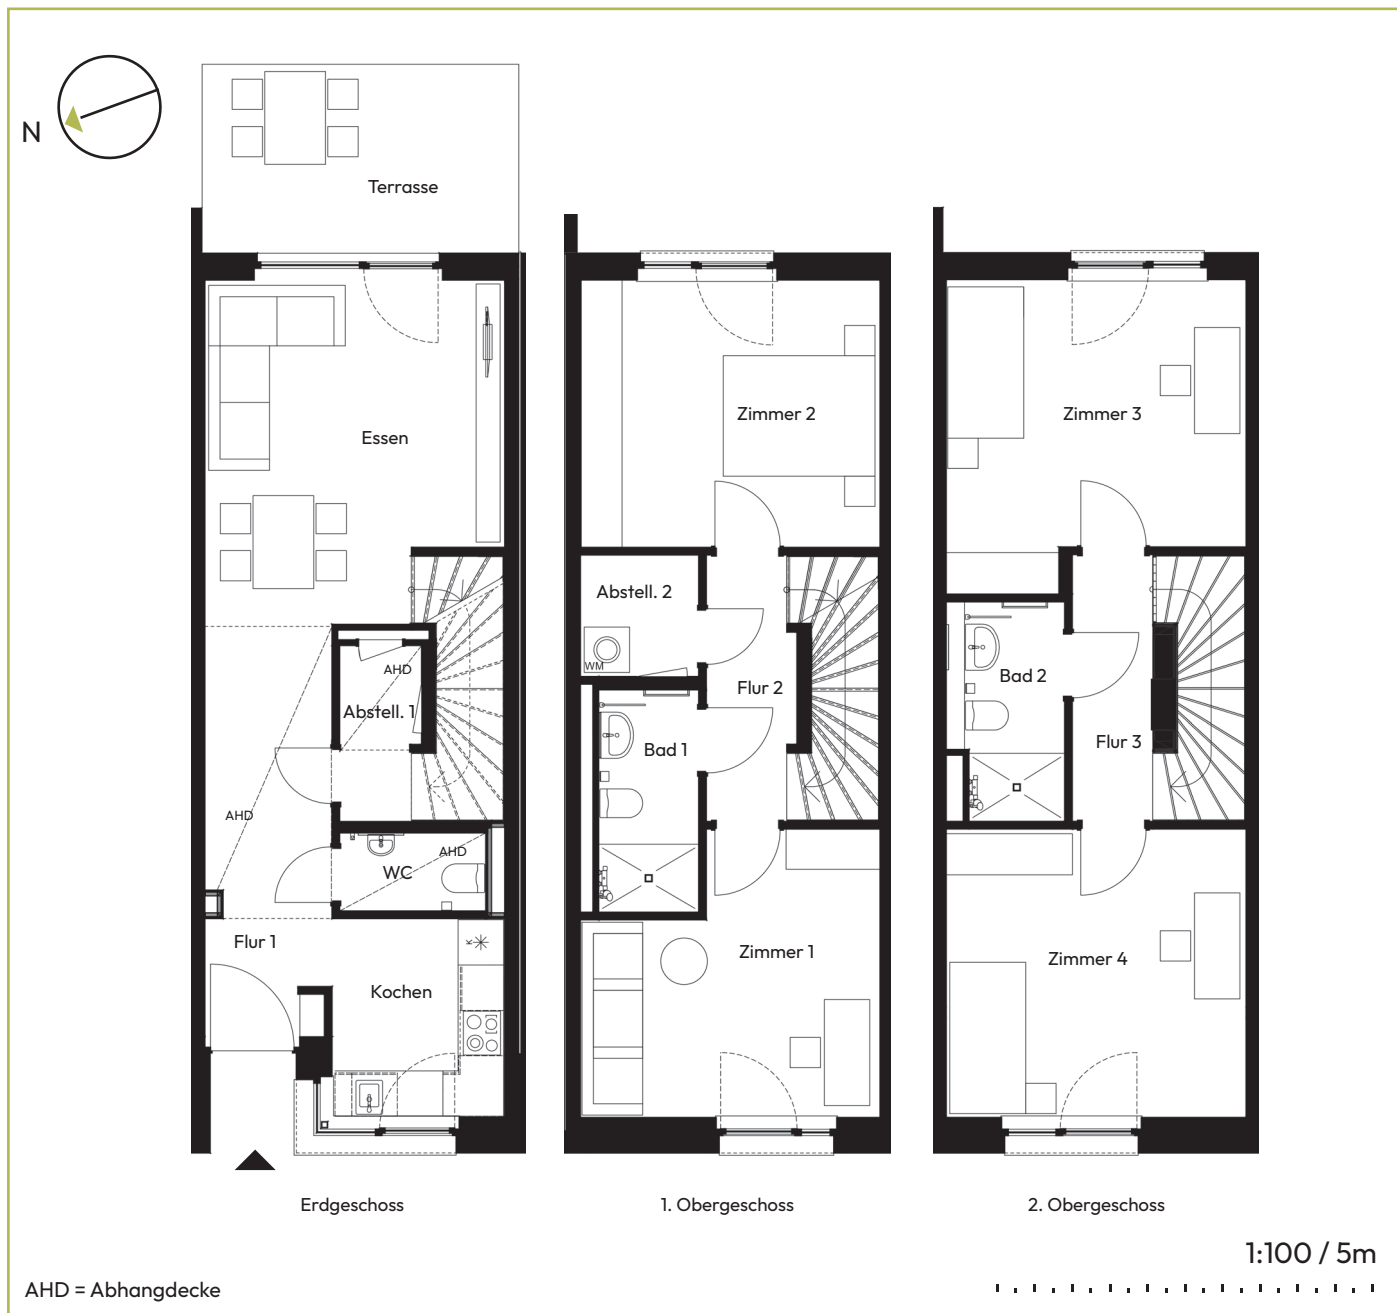 N
Terrasse
Essen
AHD
Abstell. 1
AHD
AHD
WC
Flur 1
K
Kochen
Erdgeschoss
Zimmer 2
Abstell. 2
WM
Flur 2
Bad 1
Zimmer 1
1. Obergeschoss
Zimmer 3
Bad 2
Flur 3
Zimmer 4
2. Obergeschoss
1:100 / 5m
AHD = Abhangdecke